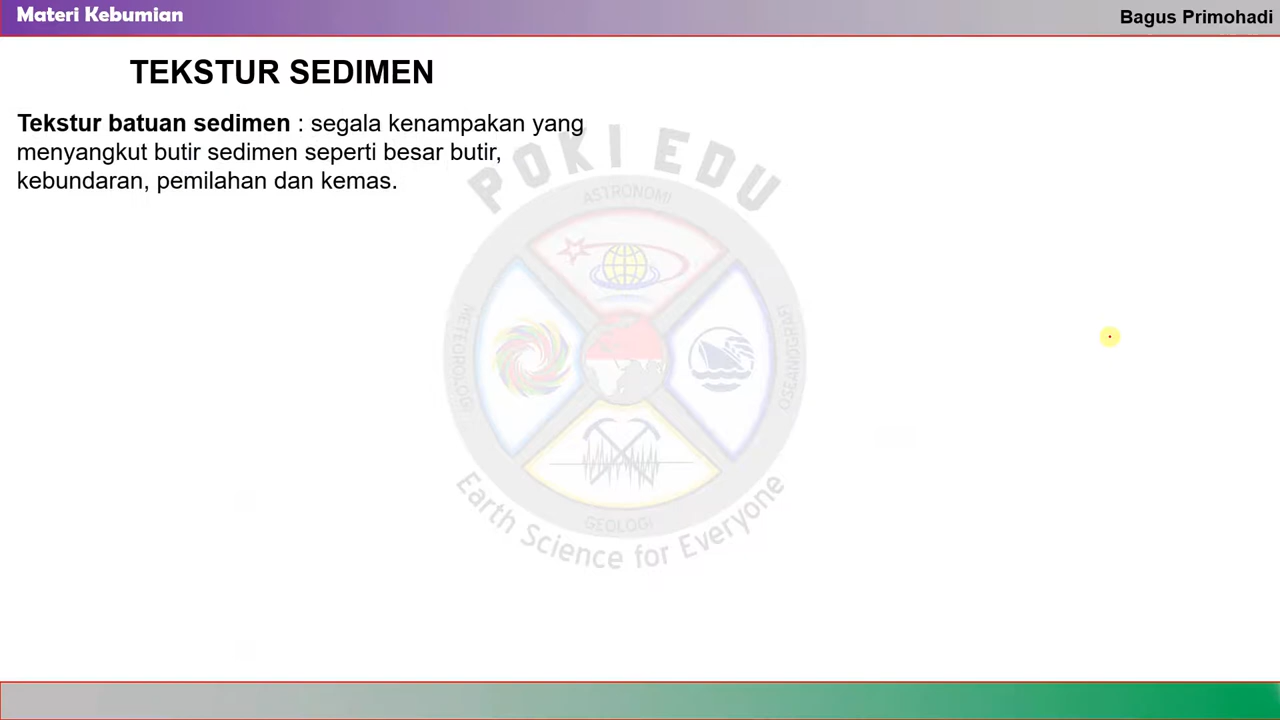 Materi Kebumian
Bagus Primohadi
TEKSTUR SEDIMEN
Tekstur batuan sedimen : segala kenampakan yang
menyangkut butir sedimen seperti besar butir,
kebundaran, pemilahan dan kemas.
POKI EDU
ASTRONOMI
METEOROLOGI
OSEANOGRAFI
GEOLOGI
Earth Science for Everyone